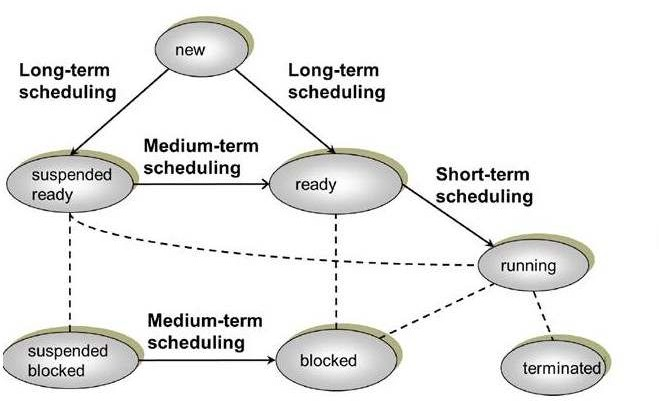 new
Long-term
scheduling
Long-term
scheduling
Medium-term
scheduling
suspended
ready
ready
Short-term
scheduling
running
Medium-term
scheduling
suspended
blocked
blocked
terminated